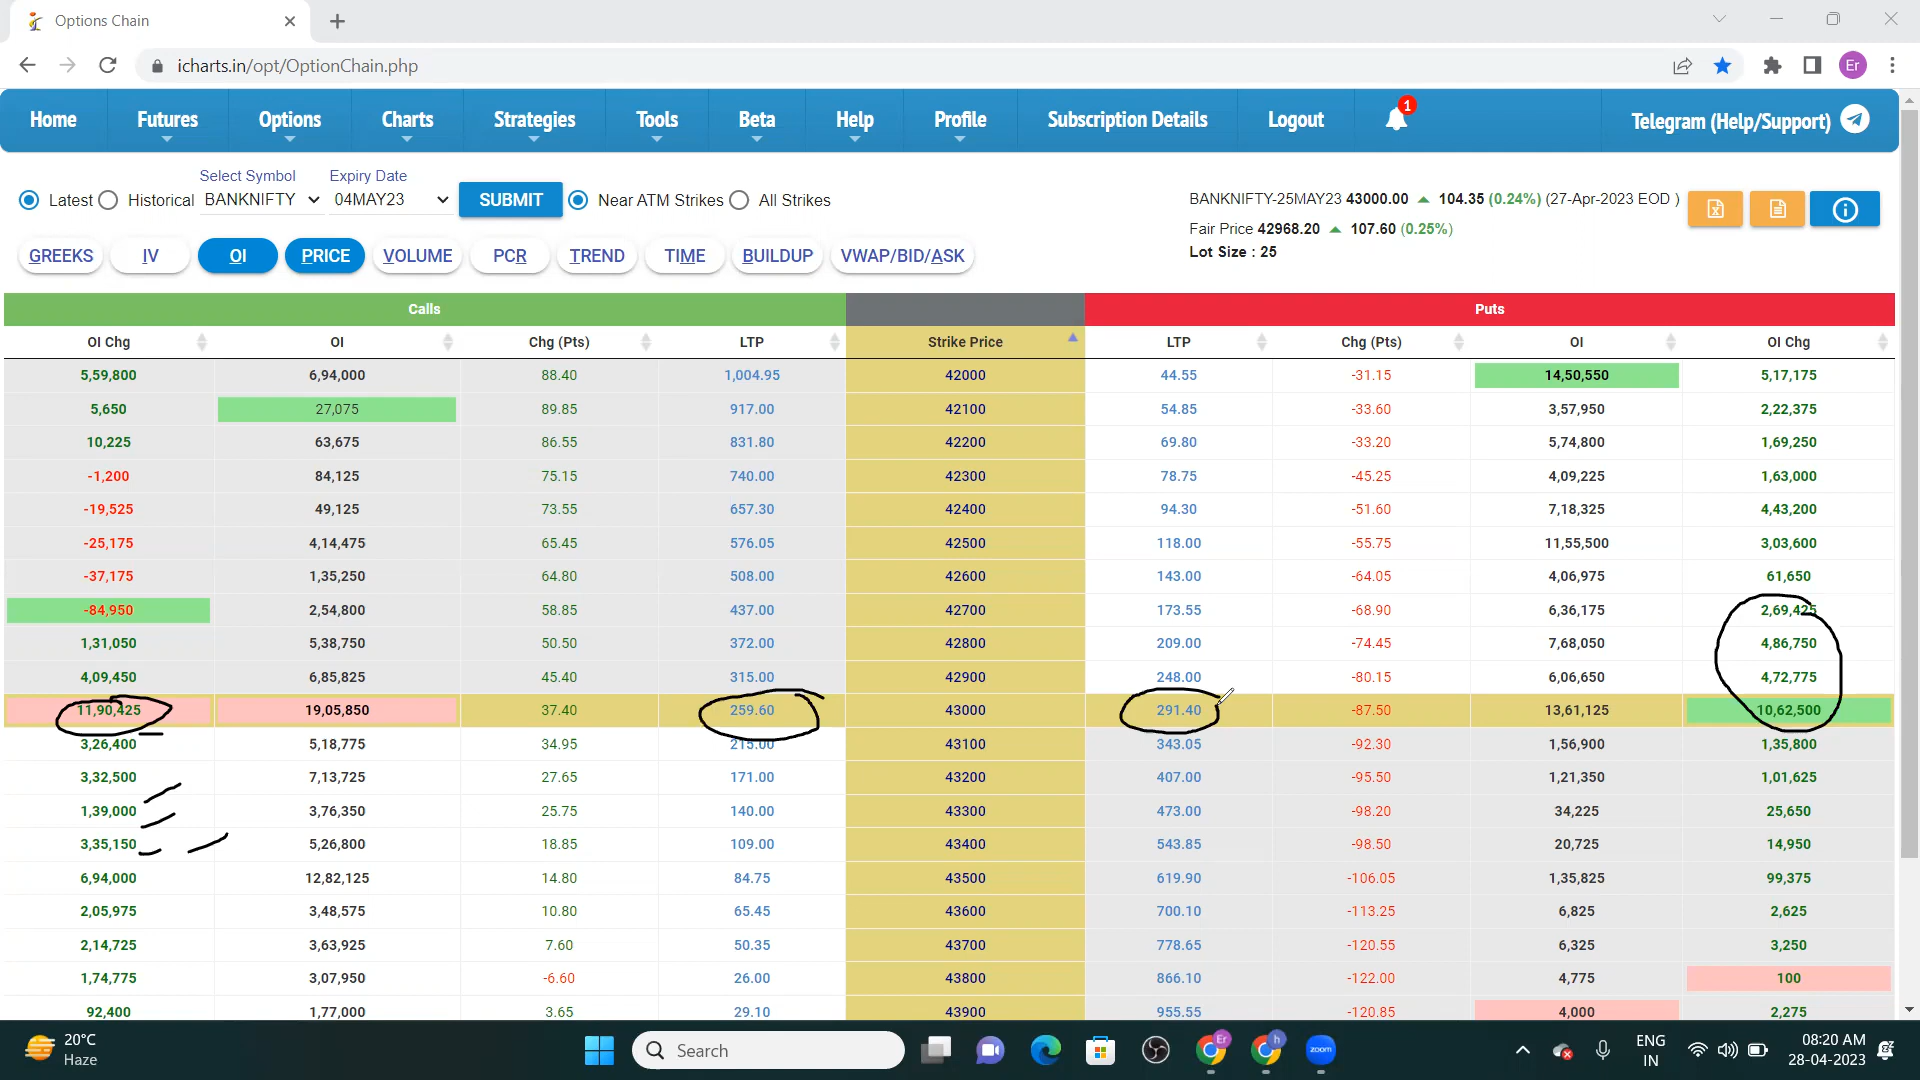 Options Chain
icharts.in/opt/OptionChain.php
Er
Home Futures Options Charts Strategies Tools Beta Help Profile Subscription Details Logout 1 Telegram (Help/Support)
Select Symbol Expiry Date
Latest Historical BANKNIFTY 04MAY23 SUBMIT Near ATM Strikes All Strikes
BANKNIFTY-25MAY23 43000.00 104.35 (0.24%) (27-Apr-2023 EOD )
Fair Price 42968.20 107.60 (0.25%)
Lot Size : 25
GREEKS IV OI PRICE VOLUME PCR TREND TIME BUILDUP VWAP/BID/ASK
Calls Puts
OI Chg OI Chg (Pts) LTP Strike Price LTP Chg (Pts) OI OI Chg
5,59,800 6,94,000 88.40 1,004.95 42000 44.55 -31.15 14,50,550 5,17,175
5,650 27,075 89.85 917.00 42100 54.85 -33.60 3,57,950 2,22,375
10,225 63,675 86.55 831.80 42200 69.80 -33.20 5,74,800 1,69,250
-1,200 84,125 75.15 740.00 42300 78.75 -45.25 4,09,225 1,63,000
-19,525 49,125 73.55 657.30 42400 94.30 -51.60 7,18,325 4,43,200
-25,175 4,14,475 65.45 576.05 42500 118.00 -55.75 11,55,500 3,03,600
-37,175 1,35,250 64.80 508.00 42600 143.00 -64.05 4,06,975 61,650
-84,950 2,54,800 58.85 437.00 42700 173.55 -68.90 6,36,175 2,69,425
1,31,050 5,38,750 50.50 372.00 42800 209.00 -74.45 7,68,050 4,86,750
4,09,450 6,85,825 45.40 315.00 42900 248.00 -80.15 6,06,650 4,72,775
11,90,425 19,05,850 37.40 259.60 43000 291.40 -87.50 13,61,125 10,62,500
3,26,400 5,18,775 34.95 215.00 43100 343.05 -92.30 1,56,900 1,35,800
3,32,500 7,13,725 27.65 171.00 43200 407.00 -95.50 1,21,350 1,01,625
1,39,000 3,76,350 25.75 140.00 43300 473.00 -98.20 34,225 25,650
3,35,150 5,26,800 18.85 109.00 43400 543.85 -98.50 20,725 14,950
6,94,000 12,82,125 14.80 84.75 43500 619.90 -106.05 1,35,825 99,375
2,05,975 3,48,575 10.80 65.45 43600 700.10 -113.25 6,825 2,625
2,14,725 3,63,925 7.60 50.35 43700 778.65 -120.55 6,325 3,250
1,74,775 3,07,950 -6.60 26.00 43800 866.10 -122.00 4,775 100
92,400 1,77,000 3.65 29.10 43900 955.55 -120.85 4,000 2,275
20°C
Haze
Search
Er
h
zoom
ENG
IN
08:20 AM
28-04-2023